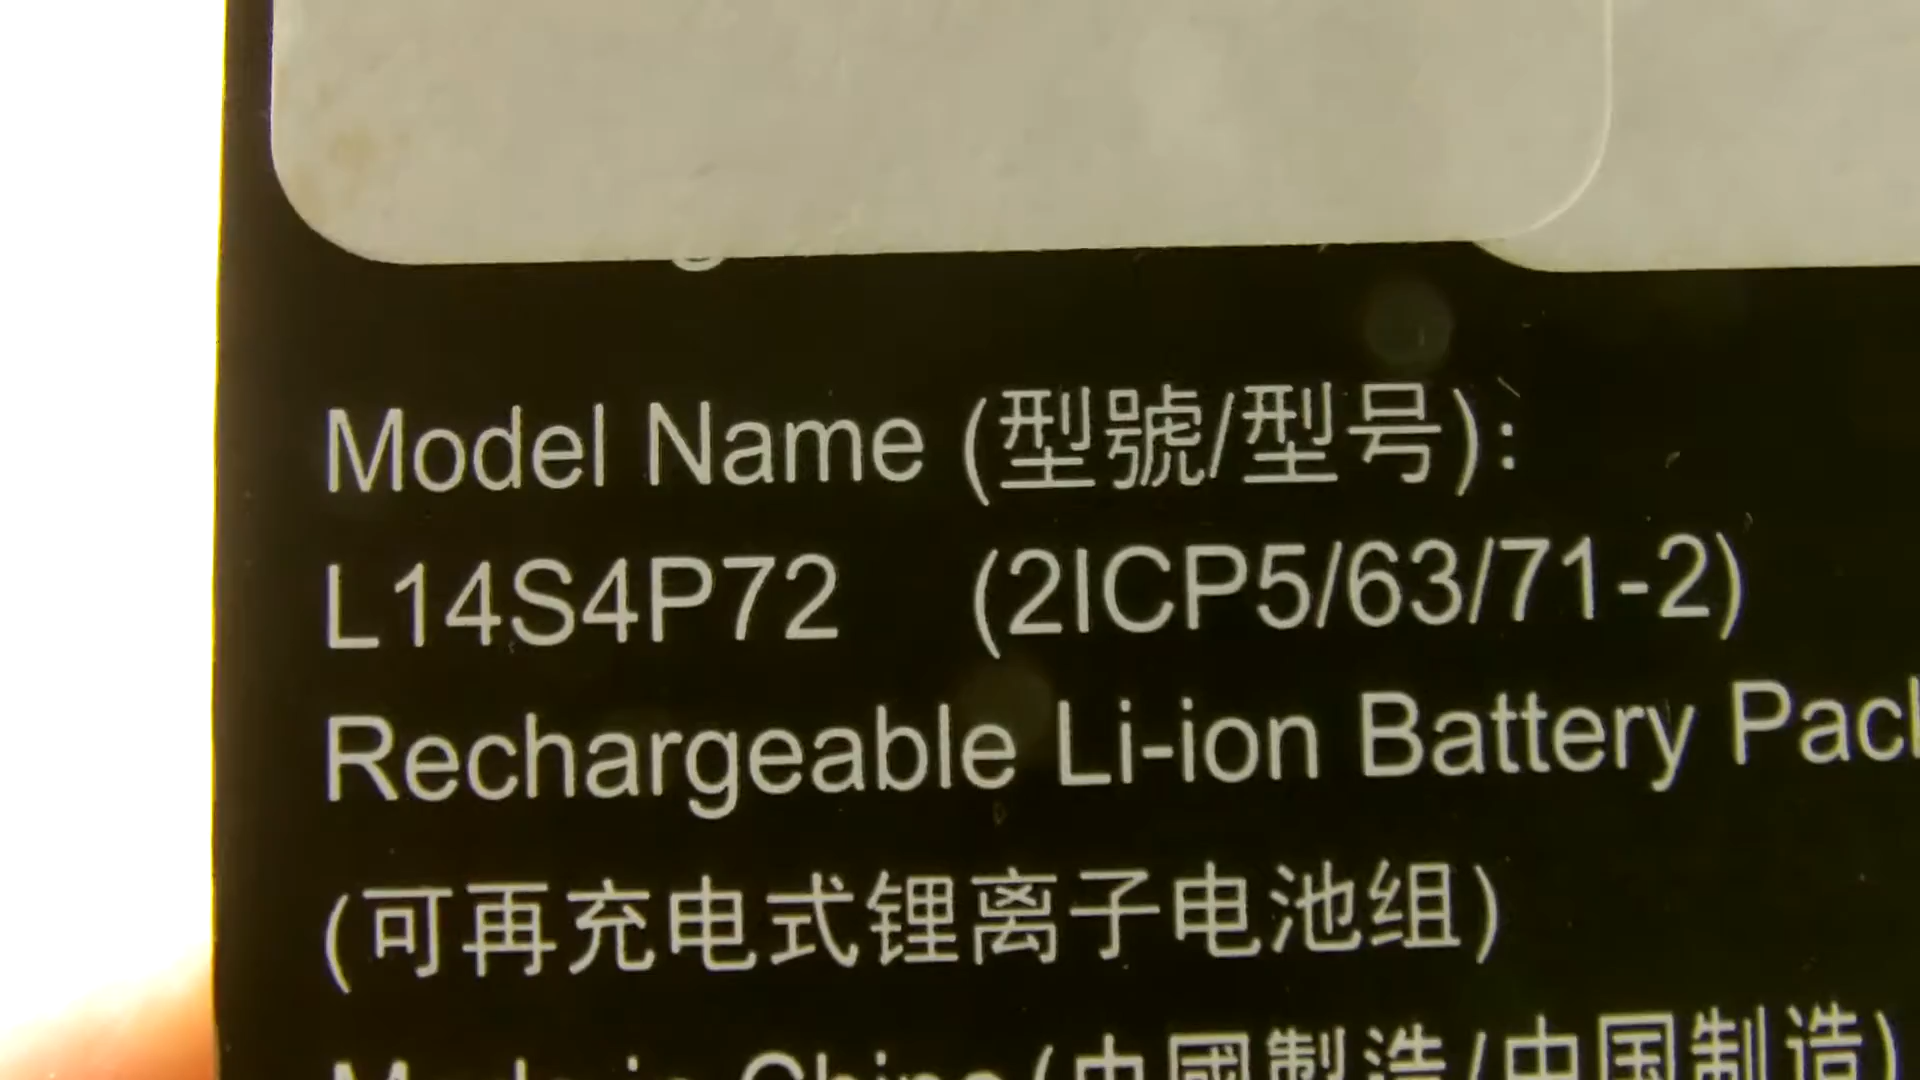 Model Name (型號/型号):
L14S4P72 (2ICP5/63/71-2)
Rechargeable Li-ion Battery Pack
(可再充电式锂离子电池组)
Made in China (中國製造/中国制造)